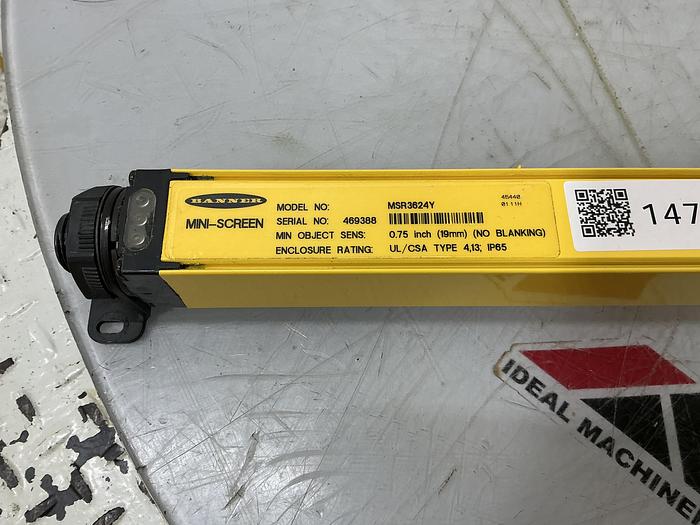 BANNER
MINI-SCREEN
MODEL NO: MSR3624Y
SERIAL NO: 469388
MIN OBJECT SENS: 0.75 inch (19mm) (NO BLANKING)
ENCLOSURE RATING: UL/CSA TYPE 4,13; IP65
45440
0111H
147
IDEAL MACHINE